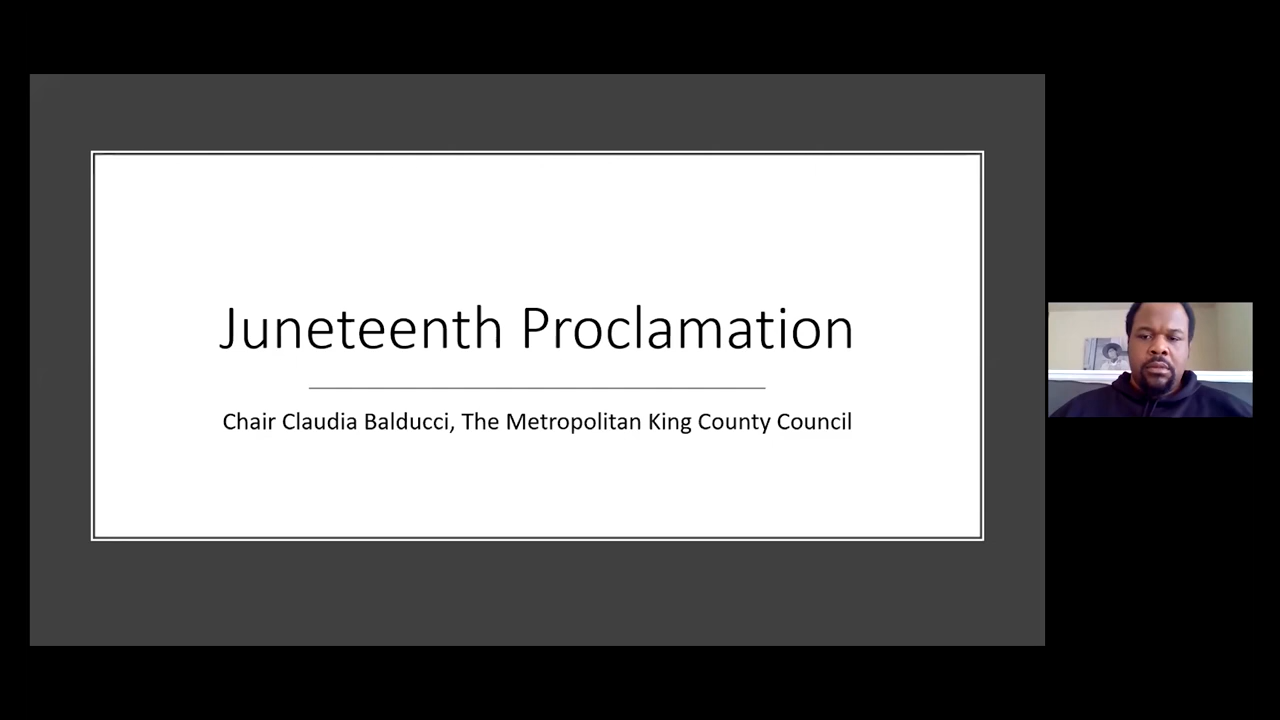 Juneteenth Proclamation
Chair Claudia Balducci, The Metropolitan King County Council